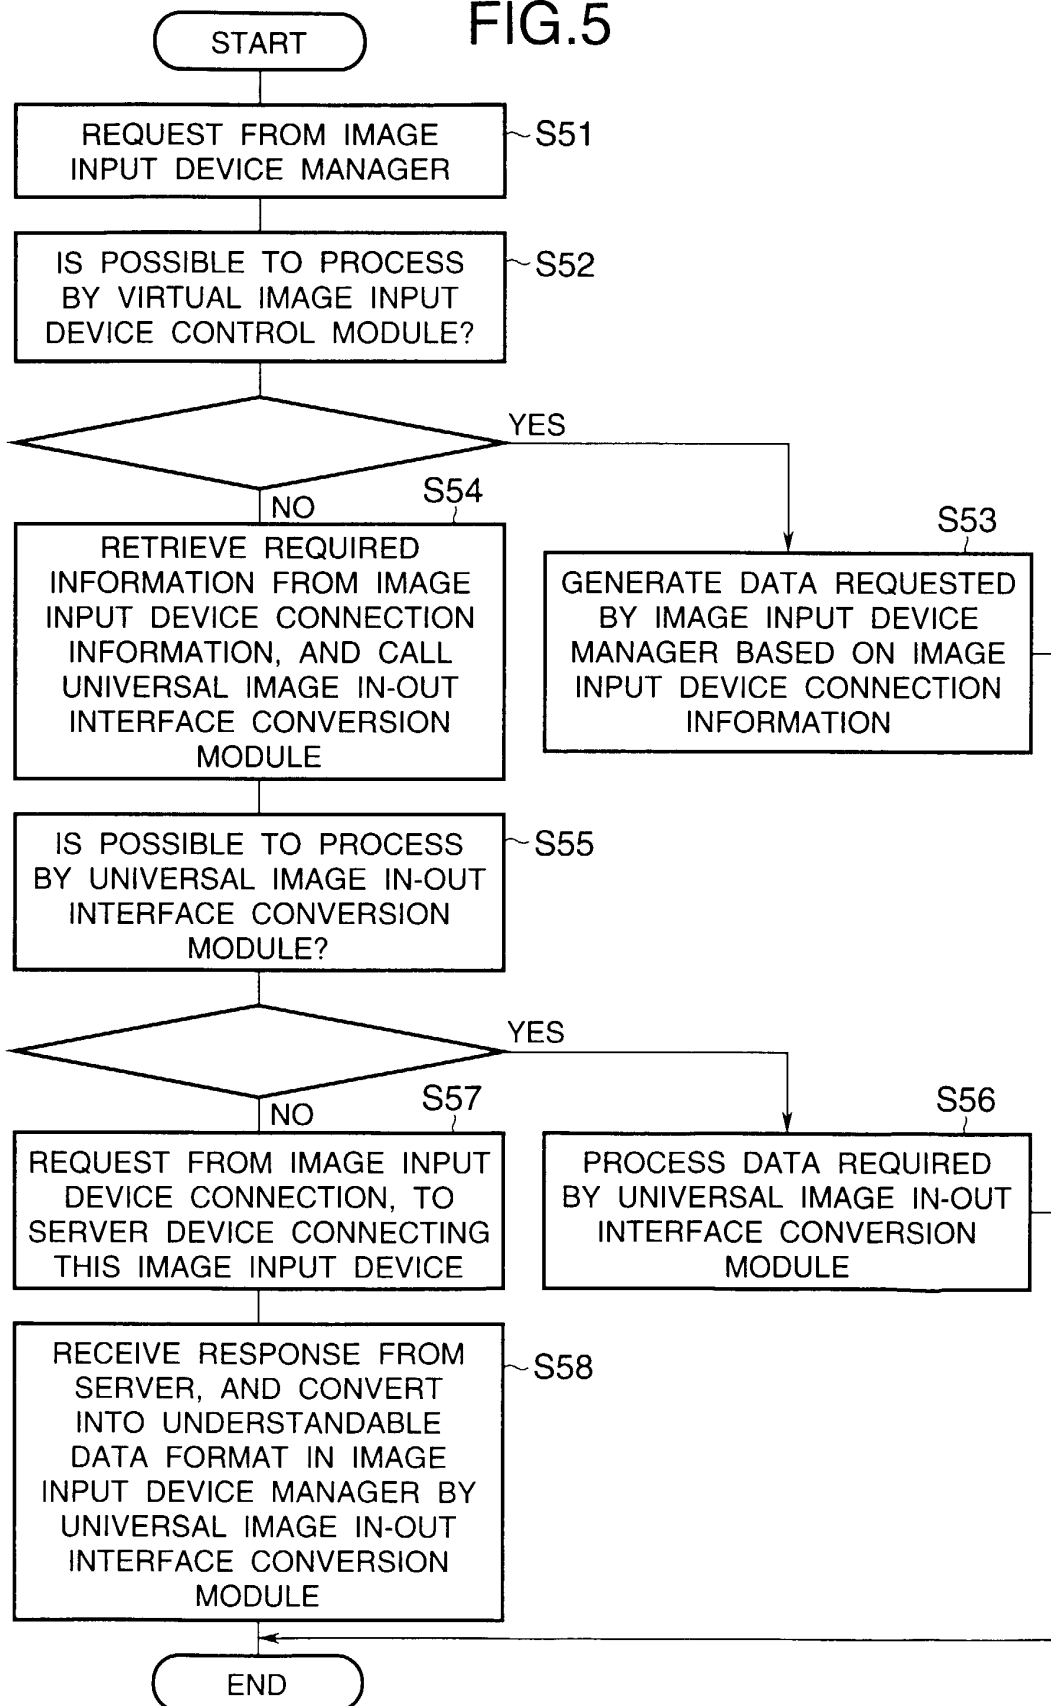 FIG.5
START
REQUEST FROM IMAGE
INPUT DEVICE MANAGER
S51
IS POSSIBLE TO PROCESS
BY VIRTUAL IMAGE INPUT
DEVICE CONTROL MODULE?
S52
YES
NO
S54
RETRIEVE REQUIRED
INFORMATION FROM IMAGE
INPUT DEVICE CONNECTION
INFORMATION, AND CALL
UNIVERSAL IMAGE IN-OUT
INTERFACE CONVERSION
MODULE
S53
GENERATE DATA REQUESTED
BY IMAGE INPUT DEVICE
MANAGER BASED ON IMAGE
INPUT DEVICE CONNECTION
INFORMATION
IS POSSIBLE TO PROCESS
BY UNIVERSAL IMAGE IN-OUT
INTERFACE CONVERSION
MODULE?
S55
YES
NO
S57
REQUEST FROM IMAGE INPUT
DEVICE CONNECTION, TO
SERVER DEVICE CONNECTING
THIS IMAGE INPUT DEVICE
S56
PROCESS DATA REQUIRED
BY UNIVERSAL IMAGE IN-OUT
INTERFACE CONVERSION
MODULE
RECEIVE RESPONSE FROM
SERVER, AND CONVERT
INTO UNDERSTANDABLE
DATA FORMAT IN IMAGE
INPUT DEVICE MANAGER BY
UNIVERSAL IMAGE IN-OUT
INTERFACE CONVERSION
MODULE
S58
END